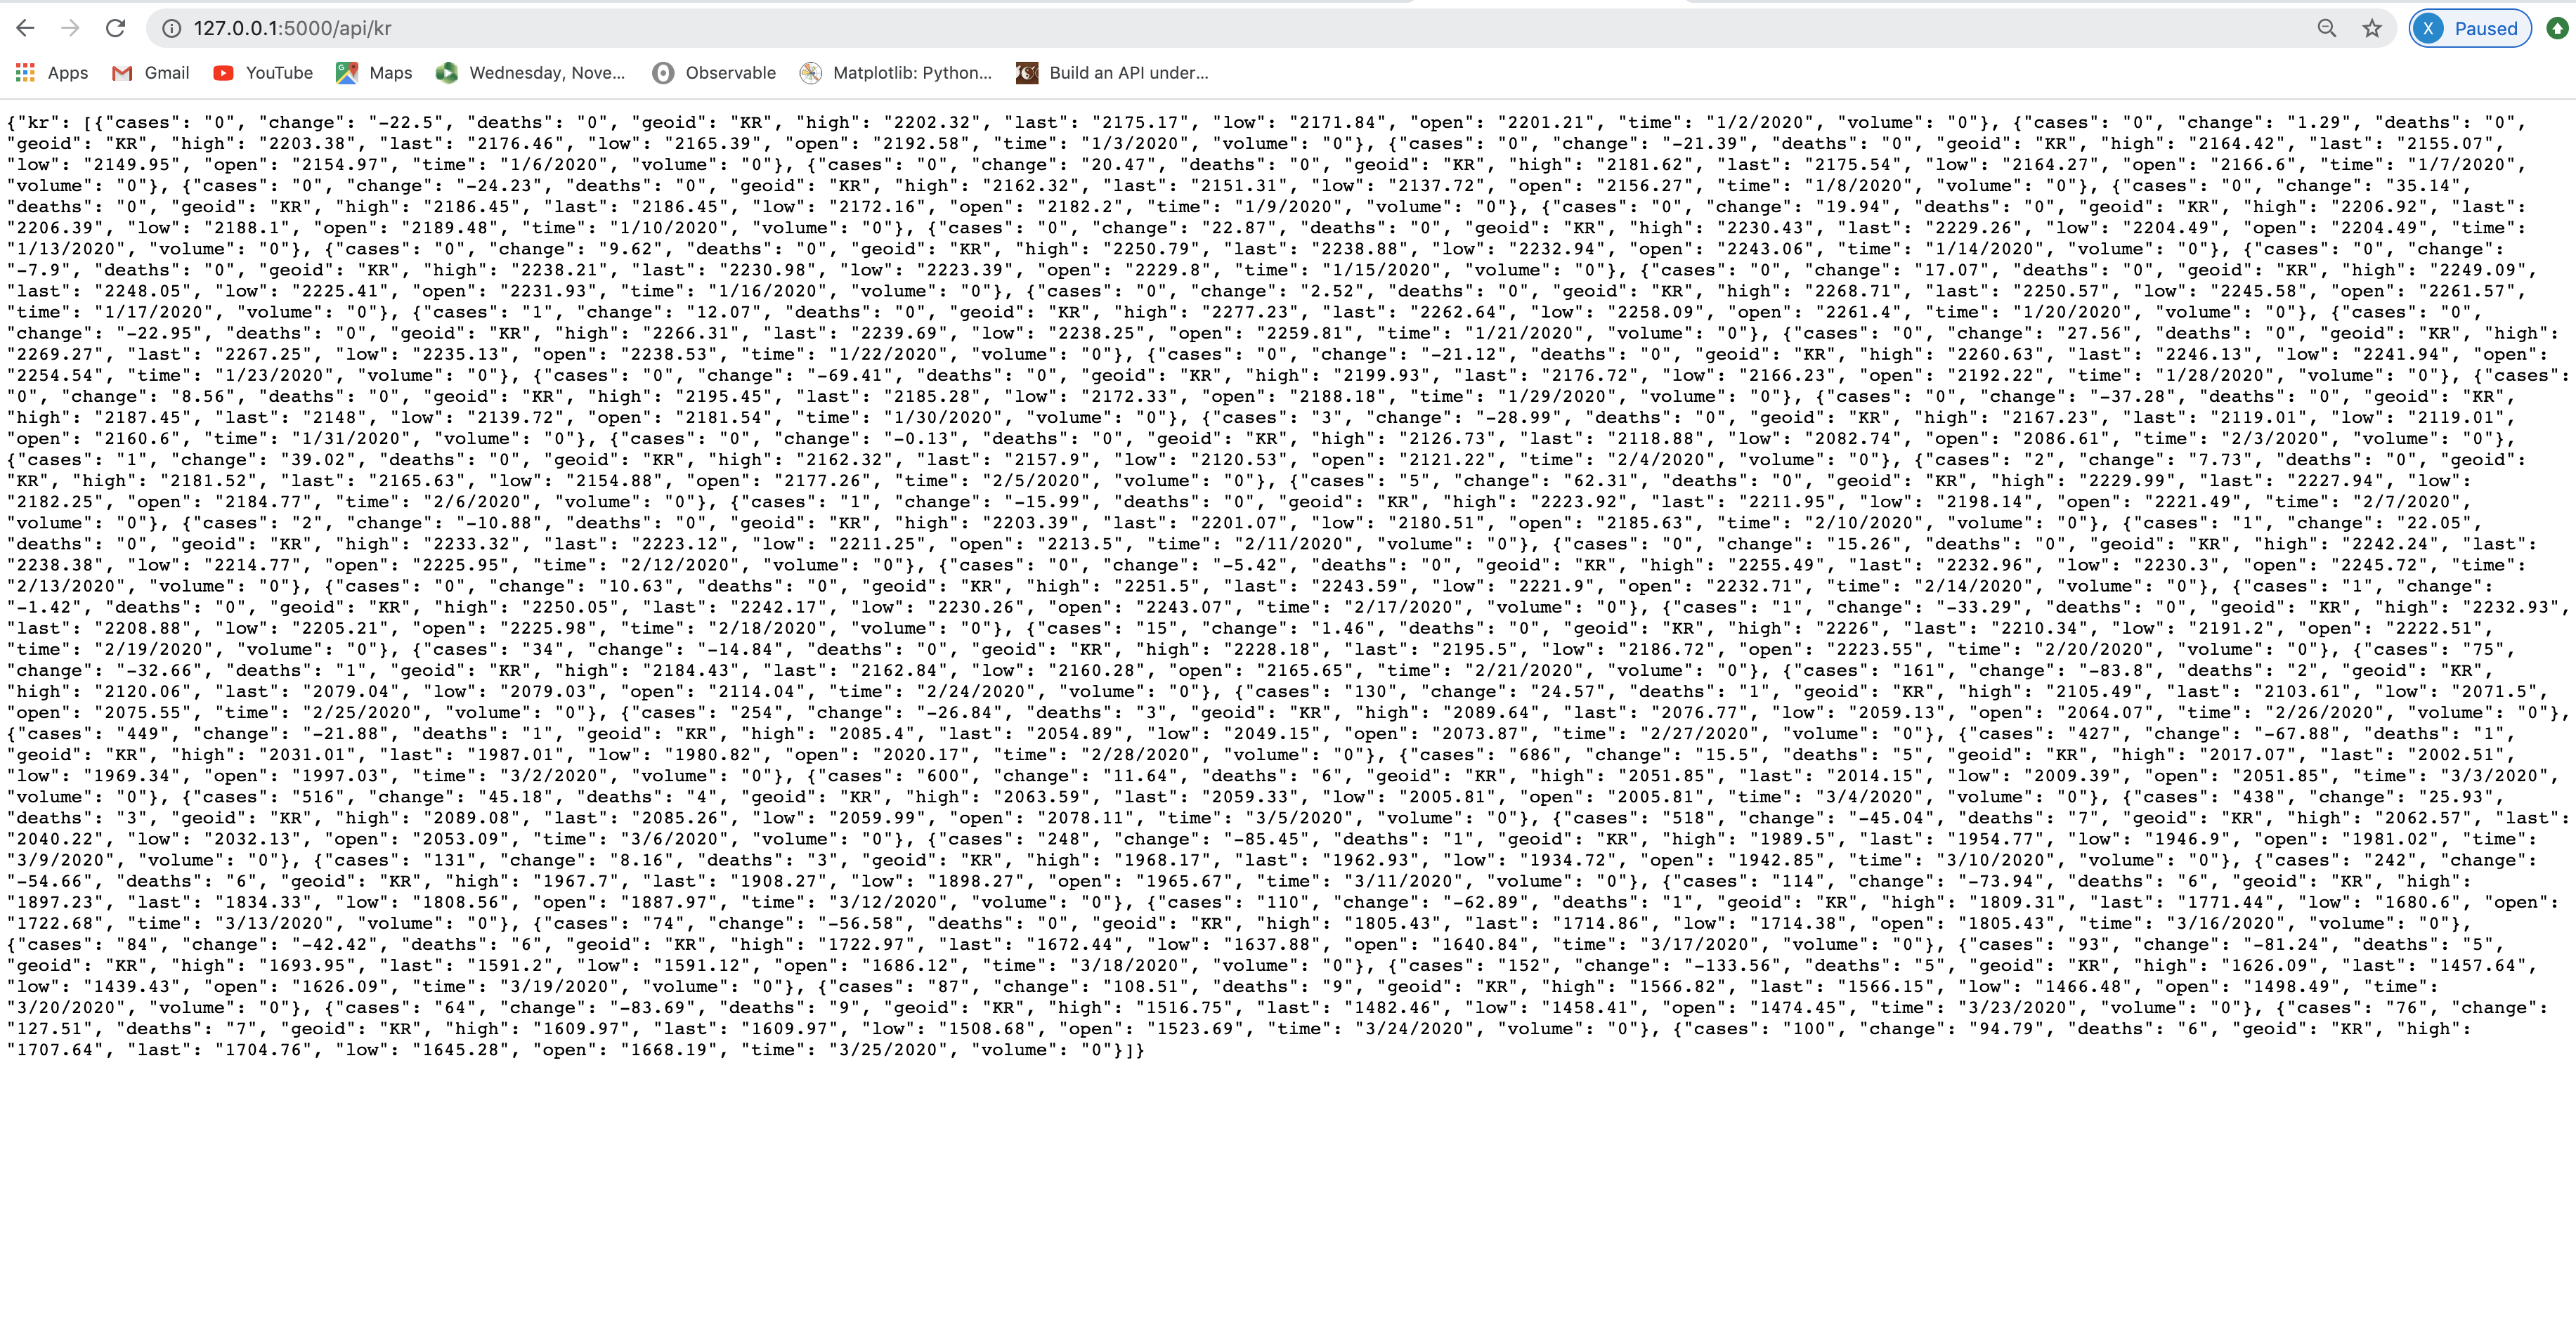 127.0.0.1:5000/api/kr
X Paused
Apps Gmail YouTube Maps Wednesday, Nove... Observable Matplotlib: Python... Build an API under...
{"kr": [{"cases": "0", "change": "-22.5", "deaths": "0", "geoid": "KR", "high": "2202.32", "last": "2175.17", "low": "2171.84", "open": "2201.21", "time": "1/2/2020", "volume": "0"}, {"cases": "0", "change": "1.29", "deaths": "0",
"geoid": "KR", "high": "2203.38", "last": "2176.46", "low": "2165.39", "open": "2192.58", "time": "1/3/2020", "volume": "0"}, {"cases": "0", "change": "-21.39", "deaths": "0", "geoid": "KR", "high": "2164.42", "last": "2155.07",
"low": "2149.95", "open": "2154.97", "time": "1/6/2020", "volume": "0"}, {"cases": "0", "change": "20.47", "deaths": "0", "geoid": "KR", "high": "2181.62", "last": "2175.54", "low": "2164.27", "open": "2166.6", "time": "1/7/2020",
"volume": "0"}, {"cases": "0", "change": "-24.23", "deaths": "0", "geoid": "KR", "high": "2162.32", "last": "2151.31", "low": "2137.72", "open": "2156.27", "time": "1/8/2020", "volume": "0"}, {"cases": "0", "change": "35.14",
"deaths": "0", "geoid": "KR", "high": "2186.45", "last": "2186.45", "low": "2172.16", "open": "2182.2", "time": "1/9/2020", "volume": "0"}, {"cases": "0", "change": "19.94", "deaths": "0", "geoid": "KR", "high": "2206.92", "last":
"2206.39", "low": "2188.1", "open": "2189.48", "time": "1/10/2020", "volume": "0"}, {"cases": "0", "change": "22.87", "deaths": "0", "geoid": "KR", "high": "2230.43", "last": "2229.26", "low": "2204.49", "open": "2204.49", "time":
"1/13/2020", "volume": "0"}, {"cases": "0", "change": "9.62", "deaths": "0", "geoid": "KR", "high": "2250.79", "last": "2238.88", "low": "2232.94", "open": "2243.06", "time": "1/14/2020", "volume": "0"}, {"cases": "0", "change":
"-7.9", "deaths": "0", "geoid": "KR", "high": "2238.21", "last": "2230.98", "low": "2223.39", "open": "2229.8", "time": "1/15/2020", "volume": "0"}, {"cases": "0", "change": "17.07", "deaths": "0", "geoid": "KR", "high": "2249.09",
"last": "2248.05", "low": "2225.41", "open": "2231.93", "time": "1/16/2020", "volume": "0"}, {"cases": "0", "change": "2.52", "deaths": "0", "geoid": "KR", "high": "2268.71", "last": "2250.57", "low": "2245.58", "open": "2261.57",
"time": "1/17/2020", "volume": "0"}, {"cases": "1", "change": "12.07", "deaths": "0", "geoid": "KR", "high": "2277.23", "last": "2262.64", "low": "2258.09", "open": "2261.4", "time": "1/20/2020", "volume": "0"}, {"cases": "0",
"change": "-22.95", "deaths": "0", "geoid": "KR", "high": "2266.31", "last": "2239.69", "low": "2238.25", "open": "2259.81", "time": "1/21/2020", "volume": "0"}, {"cases": "0", "change": "27.56", "deaths": "0", "geoid": "KR", "high":
"2269.27", "last": "2267.25", "low": "2235.13", "open": "2238.53", "time": "1/22/2020", "volume": "0"}, {"cases": "0", "change": "-21.12", "deaths": "0", "geoid": "KR", "high": "2260.63", "last": "2246.13", "low": "2241.94", "open":
"2254.54", "time": "1/23/2020", "volume": "0"}, {"cases": "0", "change": "-69.41", "deaths": "0", "geoid": "KR", "high": "2199.93", "last": "2176.72", "low": "2166.23", "open": "2192.22", "time": "1/28/2020", "volume": "0"}, {"cases":
"0", "change": "8.56", "deaths": "0", "geoid": "KR", "high": "2195.45", "last": "2185.28", "low": "2172.33", "open": "2188.18", "time": "1/29/2020", "volume": "0"}, {"cases": "0", "change": "-37.28", "deaths": "0", "geoid": "KR",
"high": "2187.45", "last": "2148", "low": "2139.72", "open": "2181.54", "time": "1/30/2020", "volume": "0"}, {"cases": "3", "change": "-28.99", "deaths": "0", "geoid": "KR", "high": "2167.23", "last": "2119.01", "low": "2119.01",
"open": "2160.6", "time": "1/31/2020", "volume": "0"}, {"cases": "0", "change": "-0.13", "deaths": "0", "geoid": "KR", "high": "2126.73", "last": "2118.88", "low": "2082.74", "open": "2086.61", "time": "2/3/2020", "volume": "0"},
{"cases": "1", "change": "39.02", "deaths": "0", "geoid": "KR", "high": "2162.32", "last": "2157.9", "low": "2120.53", "open": "2121.22", "time": "2/4/2020", "volume": "0"}, {"cases": "2", "change": "7.73", "deaths": "0", "geoid":
"KR", "high": "2181.52", "last": "2165.63", "low": "2154.88", "open": "2177.26", "time": "2/5/2020", "volume": "0"}, {"cases": "5", "change": "62.31", "deaths": "0", "geoid": "KR", "high": "2229.99", "last": "2227.94", "low":
"2182.25", "open": "2184.77", "time": "2/6/2020", "volume": "0"}, {"cases": "1", "change": "-15.99", "deaths": "0", "geoid": "KR", "high": "2223.92", "last": "2211.95", "low": "2198.14", "open": "2221.49", "time": "2/7/2020",
"volume": "0"}, {"cases": "2", "change": "-10.88", "deaths": "0", "geoid": "KR", "high": "2203.39", "last": "2201.07", "low": "2180.51", "open": "2185.63", "time": "2/10/2020", "volume": "0"}, {"cases": "1", "change": "22.05",
"deaths": "0", "geoid": "KR", "high": "2233.32", "last": "2223.12", "low": "2211.25", "open": "2213.5", "time": "2/11/2020", "volume": "0"}, {"cases": "0", "change": "15.26", "deaths": "0", "geoid": "KR", "high": "2242.24", "last":
"2238.38", "low": "2214.77", "open": "2225.95", "time": "2/12/2020", "volume": "0"}, {"cases": "0", "change": "-5.42", "deaths": "0", "geoid": "KR", "high": "2255.49", "last": "2232.96", "low": "2230.3", "open": "2245.72", "time":
"2/13/2020", "volume": "0"}, {"cases": "0", "change": "10.63", "deaths": "0", "geoid": "KR", "high": "2251.5", "last": "2243.59", "low": "2221.9", "open": "2232.71", "time": "2/14/2020", "volume": "0"}, {"cases": "1", "change":
"-1.42", "deaths": "0", "geoid": "KR", "high": "2250.05", "last": "2242.17", "low": "2230.26", "open": "2243.07", "time": "2/17/2020", "volume": "0"}, {"cases": "1", "change": "-33.29", "deaths": "0", "geoid": "KR", "high": "2232.93",
"last": "2208.88", "low": "2205.21", "open": "2225.98", "time": "2/18/2020", "volume": "0"}, {"cases": "15", "change": "1.46", "deaths": "0", "geoid": "KR", "high": "2226", "last": "2210.34", "low": "2191.2", "open": "2222.51",
"time": "2/19/2020", "volume": "0"}, {"cases": "34", "change": "-14.84", "deaths": "0", "geoid": "KR", "high": "2228.18", "last": "2195.5", "low": "2186.72", "open": "2223.55", "time": "2/20/2020", "volume": "0"}, {"cases": "75",
"change": "-32.66", "deaths": "1", "geoid": "KR", "high": "2184.43", "last": "2162.84", "low": "2160.28", "open": "2165.65", "time": "2/21/2020", "volume": "0"}, {"cases": "161", "change": "-83.8", "deaths": "2", "geoid": "KR",
"high": "2120.06", "last": "2079.04", "low": "2079.03", "open": "2114.04", "time": "2/24/2020", "volume": "0"}, {"cases": "130", "change": "24.57", "deaths": "1", "geoid": "KR", "high": "2105.49", "last": "2103.61", "low": "2071.5",
"open": "2075.55", "time": "2/25/2020", "volume": "0"}, {"cases": "254", "change": "-26.84", "deaths": "3", "geoid": "KR", "high": "2089.64", "last": "2076.77", "low": "2059.13", "open": "2064.07", "time": "2/26/2020", "volume": "0"},
{"cases": "449", "change": "-21.88", "deaths": "1", "geoid": "KR", "high": "2085.4", "last": "2054.89", "low": "2049.15", "open": "2073.87", "time": "2/27/2020", "volume": "0"}, {"cases": "427", "change": "-67.88", "deaths": "1",
"geoid": "KR", "high": "2031.01", "last": "1987.01", "low": "1980.82", "open": "2020.17", "time": "2/28/2020", "volume": "0"}, {"cases": "686", "change": "15.5", "deaths": "5", "geoid": "KR", "high": "2017.07", "last": "2002.51",
"low": "1969.34", "open": "1997.03", "time": "3/2/2020", "volume": "0"}, {"cases": "600", "change": "11.64", "deaths": "6", "geoid": "KR", "high": "2051.85", "last": "2014.15", "low": "2009.39", "open": "2051.85", "time": "3/3/2020",
"volume": "0"}, {"cases": "516", "change": "45.18", "deaths": "4", "geoid": "KR", "high": "2063.59", "last": "2059.33", "low": "2005.81", "open": "2005.81", "time": "3/4/2020", "volume": "0"}, {"cases": "438", "change": "25.93",
"deaths": "3", "geoid": "KR", "high": "2089.08", "last": "2085.26", "low": "2059.99", "open": "2078.11", "time": "3/5/2020", "volume": "0"}, {"cases": "518", "change": "-45.04", "deaths": "7", "geoid": "KR", "high": "2062.57", "last":
"2040.22", "low": "2032.13", "open": "2053.09", "time": "3/6/2020", "volume": "0"}, {"cases": "248", "change": "-85.45", "deaths": "1", "geoid": "KR", "high": "1989.5", "last": "1954.77", "low": "1946.9", "open": "1981.02", "time":
"3/9/2020", "volume": "0"}, {"cases": "131", "change": "8.16", "deaths": "3", "geoid": "KR", "high": "1968.17", "last": "1962.93", "low": "1934.72", "open": "1942.85", "time": "3/10/2020", "volume": "0"}, {"cases": "242", "change":
"-54.66", "deaths": "6", "geoid": "KR", "high": "1967.7", "last": "1908.27", "low": "1898.27", "open": "1965.67", "time": "3/11/2020", "volume": "0"}, {"cases": "114", "change": "-73.94", "deaths": "6", "geoid": "KR", "high":
"1897.23", "last": "1834.33", "low": "1808.56", "open": "1887.97", "time": "3/12/2020", "volume": "0"}, {"cases": "110", "change": "-62.89", "deaths": "1", "geoid": "KR", "high": "1809.31", "last": "1771.44", "low": "1680.6", "open":
"1722.68", "time": "3/13/2020", "volume": "0"}, {"cases": "74", "change": "-56.58", "deaths": "0", "geoid": "KR", "high": "1805.43", "last": "1714.86", "low": "1714.38", "open": "1805.43", "time": "3/16/2020", "volume": "0"},
{"cases": "84", "change": "-42.42", "deaths": "6", "geoid": "KR", "high": "1722.97", "last": "1672.44", "low": "1637.88", "open": "1640.84", "time": "3/17/2020", "volume": "0"}, {"cases": "93", "change": "-81.24", "deaths": "5",
"geoid": "KR", "high": "1693.95", "last": "1591.2", "low": "1591.12", "open": "1686.12", "time": "3/18/2020", "volume": "0"}, {"cases": "152", "change": "-133.56", "deaths": "5", "geoid": "KR", "high": "1626.09", "last": "1457.64",
"low": "1439.43", "open": "1626.09", "time": "3/19/2020", "volume": "0"}, {"cases": "87", "change": "108.51", "deaths": "9", "geoid": "KR", "high": "1566.82", "last": "1566.15", "low": "1466.48", "open": "1498.49", "time":
"3/20/2020", "volume": "0"}, {"cases": "64", "change": "-83.69", "deaths": "9", "geoid": "KR", "high": "1516.75", "last": "1482.46", "low": "1458.41", "open": "1474.45", "time": "3/23/2020", "volume": "0"}, {"cases": "76", "change":
"127.51", "deaths": "7", "geoid": "KR", "high": "1609.97", "last": "1609.97", "low": "1508.68", "open": "1523.69", "time": "3/24/2020", "volume": "0"}, {"cases": "100", "change": "94.79", "deaths": "6", "geoid": "KR", "high":
"1707.64", "last": "1704.76", "low": "1645.28", "open": "1668.19", "time": "3/25/2020", "volume": "0"}]}